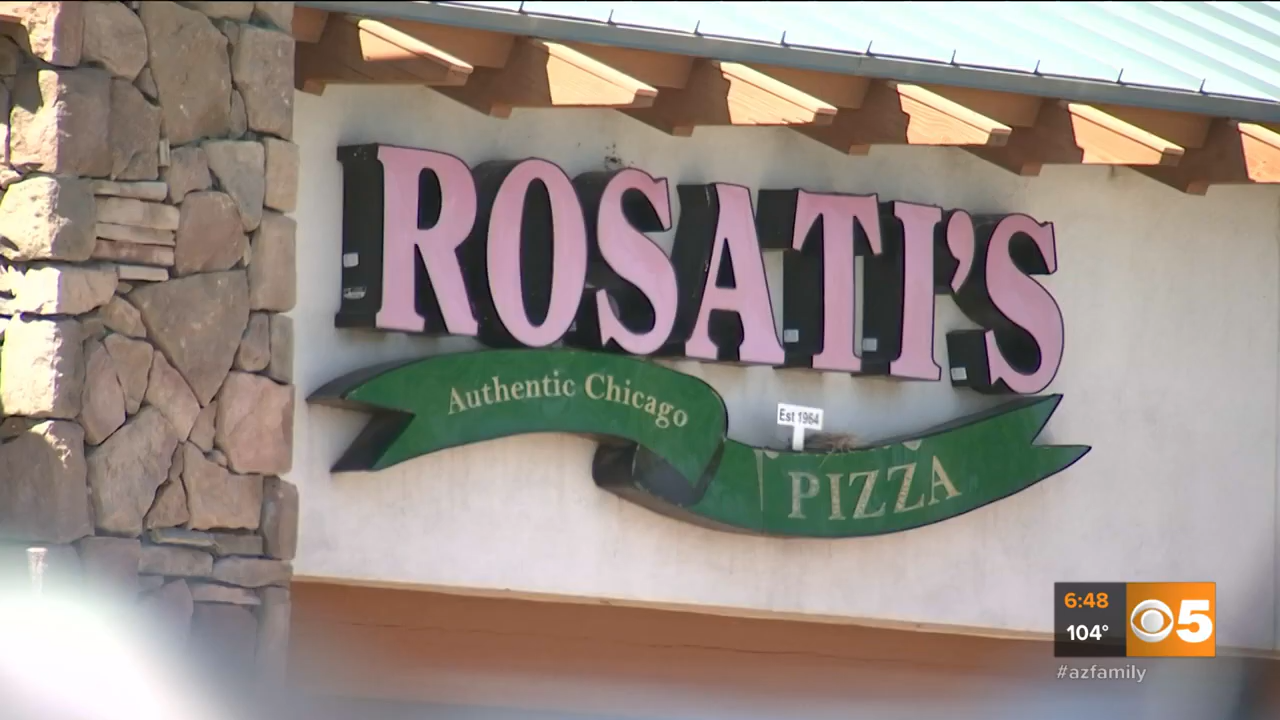 ROSATI'S
Authentic Chicago
Est 1964
PIZZA
6:48
104°
5
#azfamily